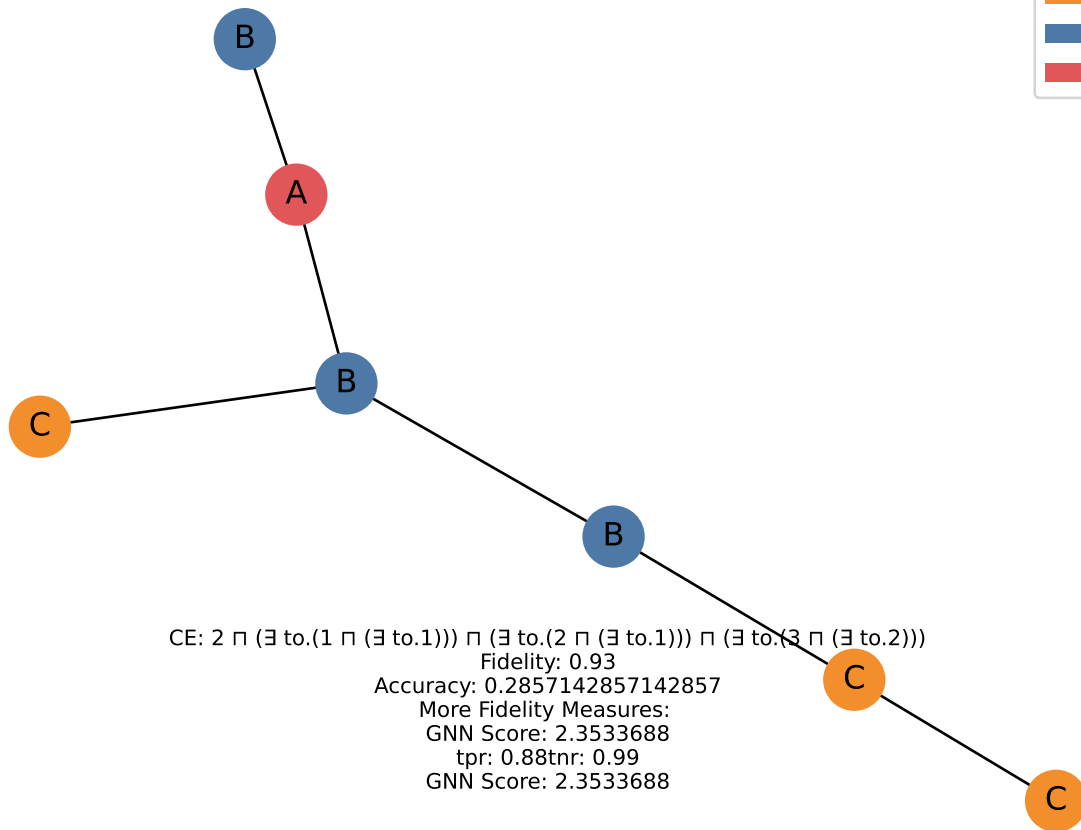 B
A
B
C
B
CE: 2 ⊓ (∃ to.(1 ⊓ (∃ to.1))) ⊓ (∃ to.(2 ⊓ (∃ to.1))) ⊓ (∃ to.(3 ⊓ (∃ to.2)))
Fidelity: 0.93
C
Accuracy: 0.2857142857142857
More Fidelity Measures:
GNN Score: 2.3533688
tpr: 0.88tnr: 0.99
GNN Score: 2.3533688
C